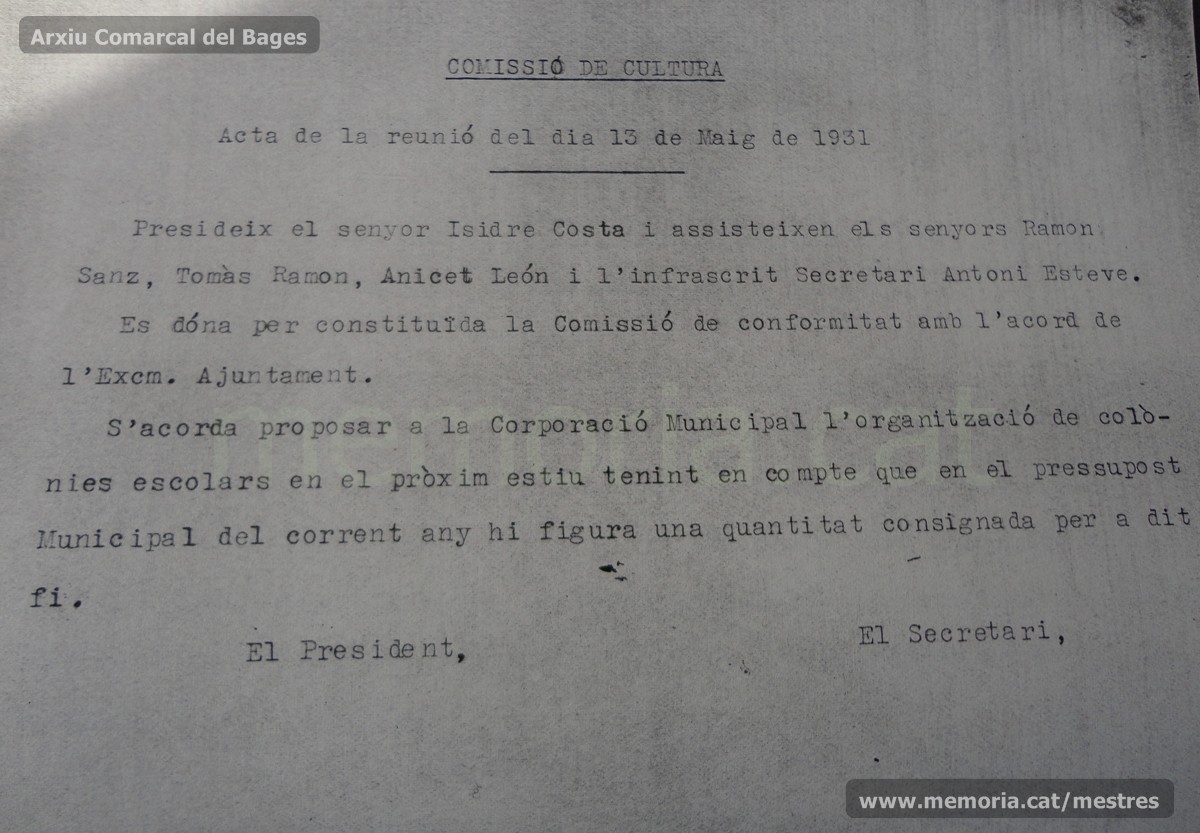 Arxiu Comarcal del Bages
COMISSIÓ DE CULTURA
Acta de la reunió del dia 13 de Maig de 1931
Presideix el senyor Isidre Costa i assisteixen els senyors Ramon
Sanz, Tomàs Ramon, Anicet León i l'infrascrit Secretari Antoni Esteve.
Es dóna per constituïda la Comissió de conformitat amb l'acord de
l'Excm. Ajuntament.
memoria.cat
S'acorda proposar a la Corporació Municipal l'organització de colò-
nies escolars en el pròxim estiu tenint en compte que en el pressupost
Municipal del corrent any hi figura una quantitat consignada per a dit
fi.
El President,
El Secretari,
www.memoria.cat/mestres